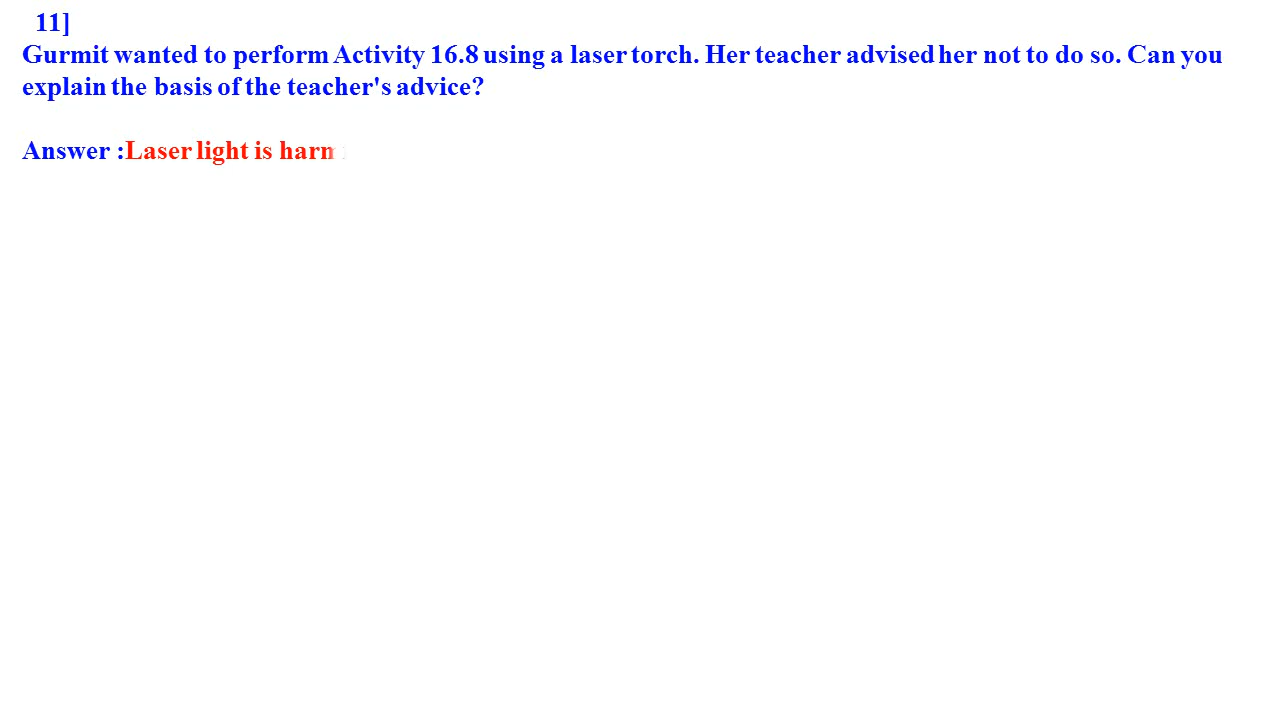 11]
Gurmit wanted to perform Activity 16.8 using a laser torch. Her teacher advised her not to do so. Can you
explain the basis of the teacher's advice?
Answer :Laser light is harm